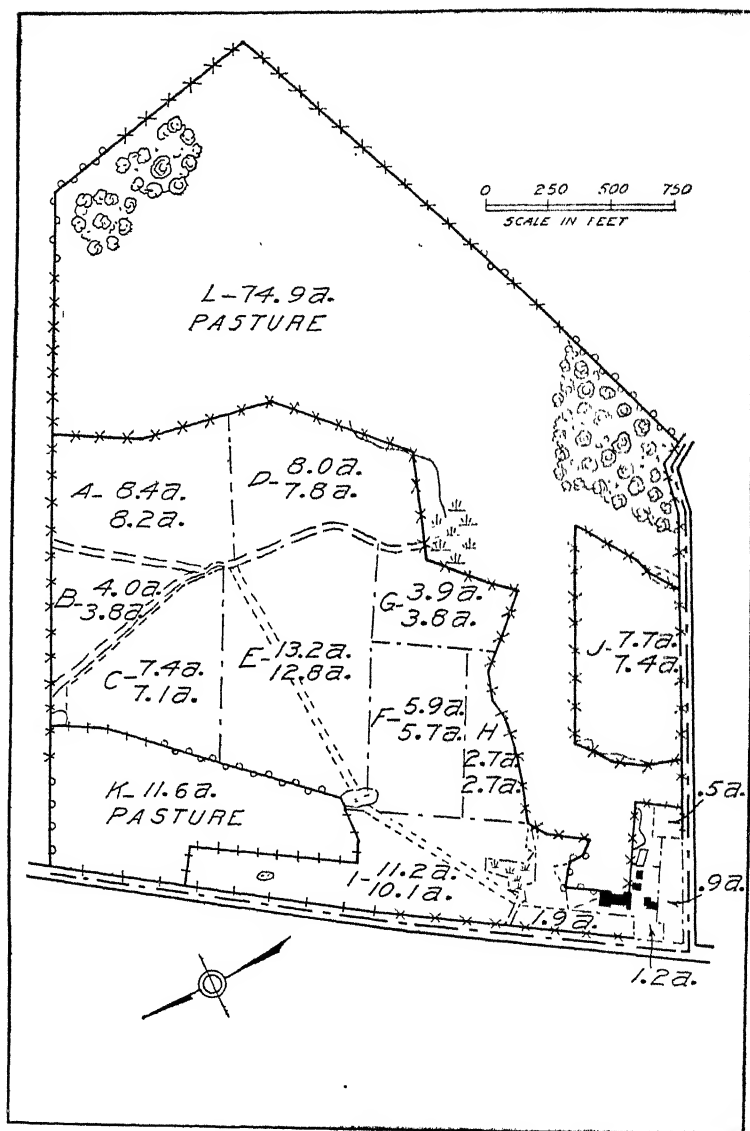 0 250 500 750
SCALE IN FEET
L-74.9a.
PASTURE
A- 8.4a.
8.2a.
D- 8.0a.
7.8a.
B- 4.0a.
3.8a.
G- 3.9a.
3.8a.
J- 7.7a.
7.4a.
C- 7.4a.
7.1a.
E- 13.2a.
12.8a.
F- 5.9a.
5.7a.
H
2.7a.
2.7a.
K- 11.6a.
PASTURE
.5a.
I- 11.2a.
10.1a.
.9a.
1.9a.
1.2a.